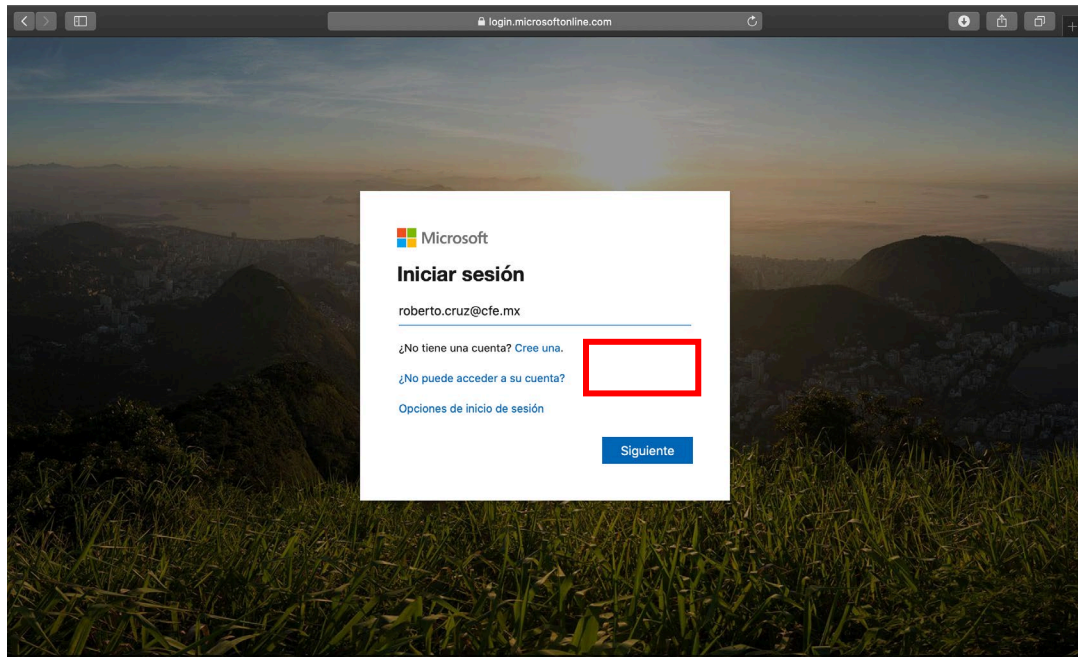 login.microsoftonline.com
Microsoft
Iniciar sesión
roberto.cruz@cfe.mx
¿No tiene una cuenta? Cree una.
¿No puede acceder a su cuenta?
Opciones de inicio de sesión
Siguiente